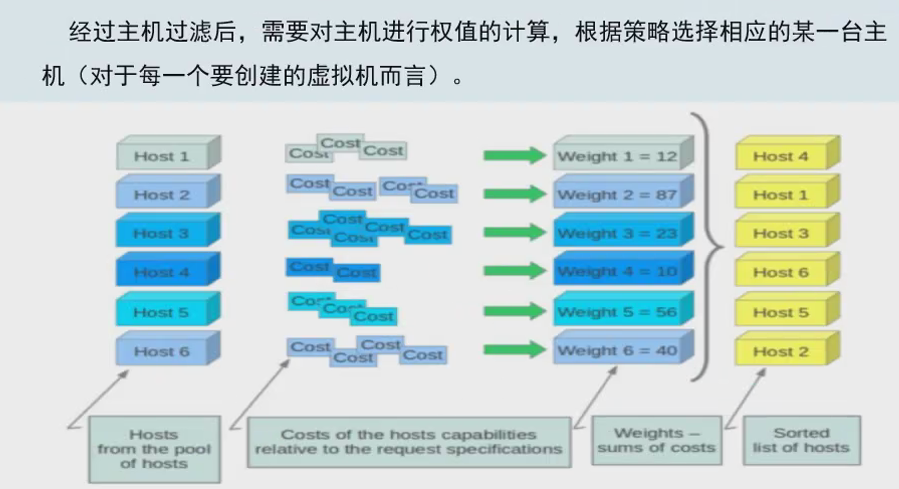 经过主机过滤后，需要对主机进行权值的计算，根据策略选择相应的某一台主
机（对于每一个要创建的虚拟机而言）。
Host 1
Cost Cost Cost
Weight 1 = 12
Host 4
Host 2
Cost Cost Cost Cost
Weight 2 = 87
Host 1
Host 3
Cost Cost Cost Cost Cost
Weight 3 = 23
Host 3
Host 4
Cost Cost
Weight 4 = 10
Host 6
Host 5
Cost Cost Cost
Weight 5 = 56
Host 5
Host 6
Cost Cost Cost Cost
Weight 6 = 40
Host 2
Hosts
from the pool
of hosts
Costs of the hosts capabilities
relative to the request specifications
Weights –
sums of costs
Sorted
list of hosts